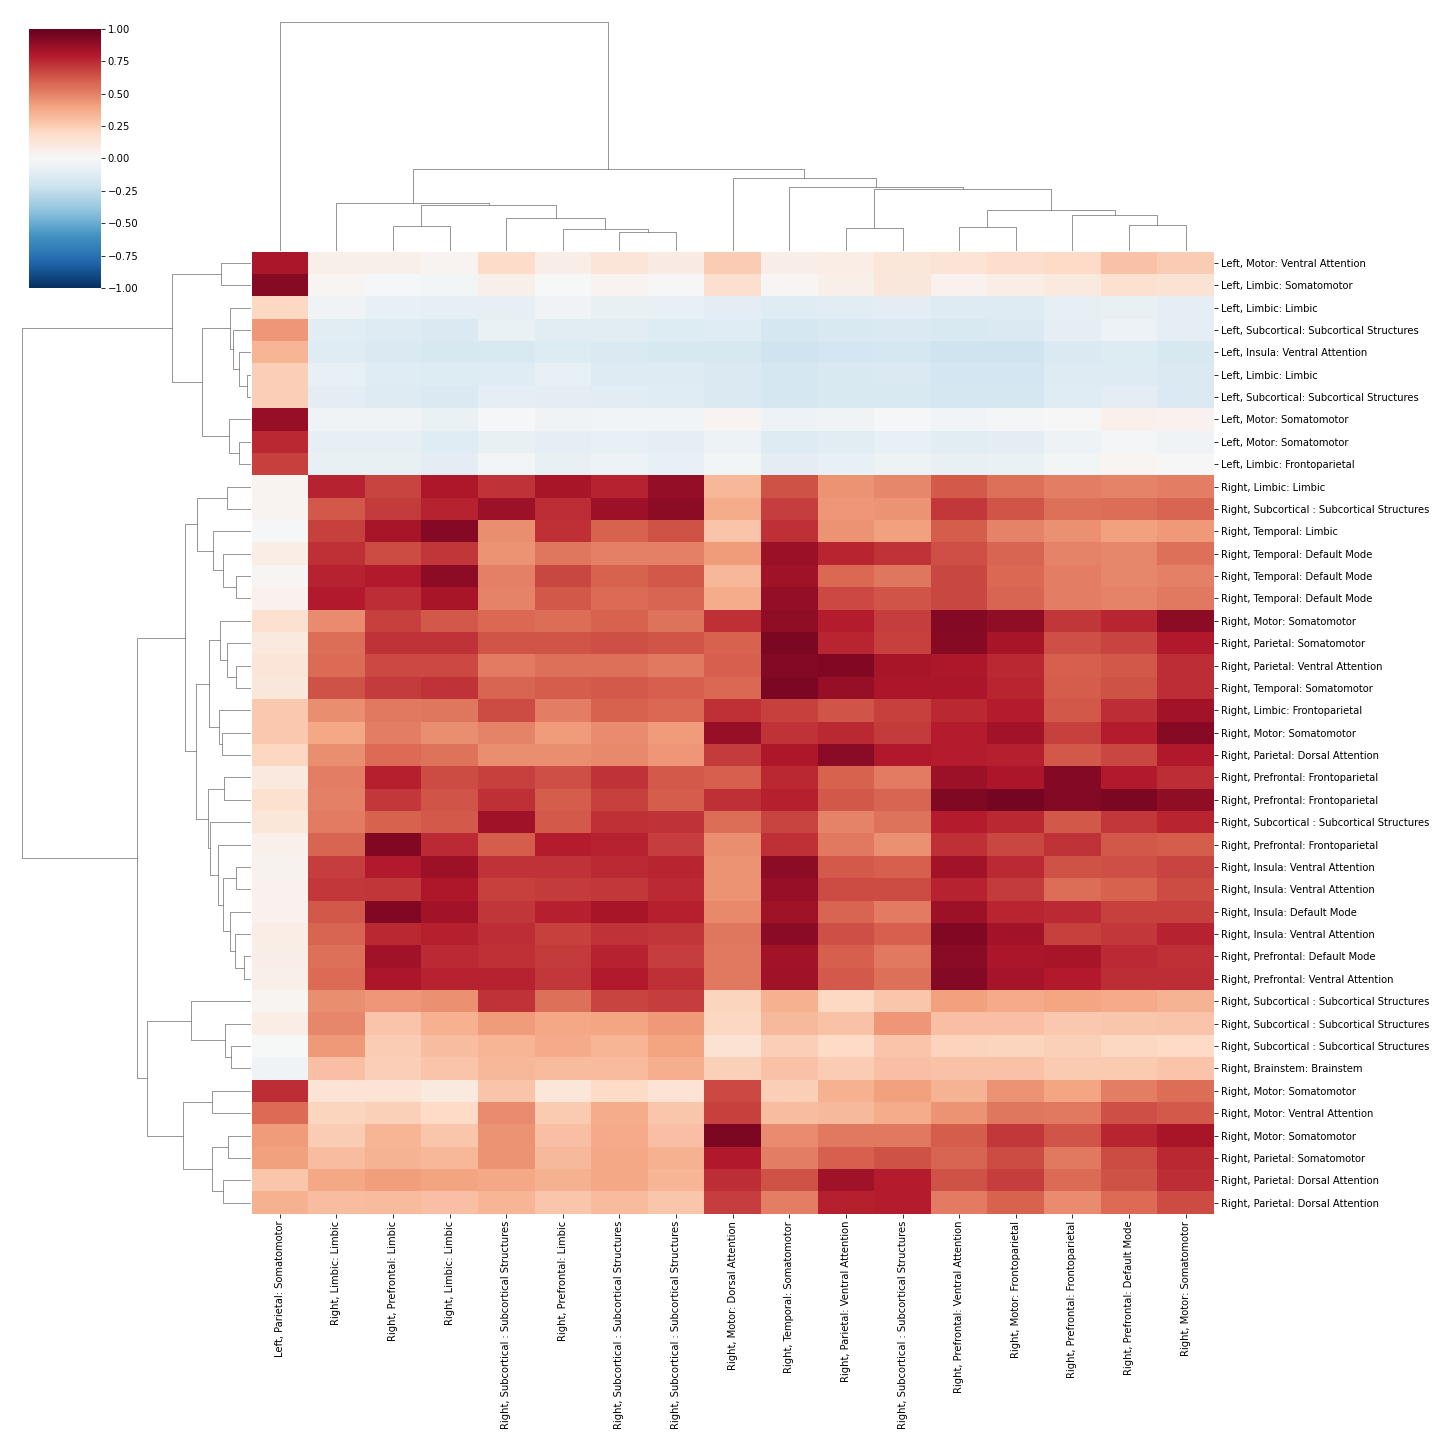 1.00
0.75
0.50
0.25
0.00
−0.25
−0.50
−0.75
−1.00
Left, Motor: Ventral Attention
Left, Limbic: Somatomotor
Left, Limbic: Limbic
Left, Subcortical: Subcortical Structures
Left, Insula: Ventral Attention
Left, Limbic: Limbic
Left, Subcortical: Subcortical Structures
Left, Motor: Somatomotor
Left, Motor: Somatomotor
Left, Limbic: Frontoparietal
Right, Limbic: Limbic
Right, Subcortical : Subcortical Structures
Right, Temporal: Limbic
Right, Temporal: Default Mode
Right, Temporal: Default Mode
Right, Temporal: Default Mode
Right, Motor: Somatomotor
Right, Parietal: Somatomotor
Right, Parietal: Ventral Attention
Right, Temporal: Somatomotor
Right, Limbic: Frontoparietal
Right, Motor: Somatomotor
Right, Parietal: Dorsal Attention
Right, Prefrontal: Frontoparietal
Right, Prefrontal: Frontoparietal
Right, Subcortical : Subcortical Structures
Right, Prefrontal: Frontoparietal
Right, Insula: Ventral Attention
Right, Insula: Ventral Attention
Right, Insula: Default Mode
Right, Insula: Ventral Attention
Right, Prefrontal: Default Mode
Right, Prefrontal: Ventral Attention
Right, Subcortical : Subcortical Structures
Right, Subcortical : Subcortical Structures
Right, Subcortical : Subcortical Structures
Right, Brainstem: Brainstem
Right, Motor: Somatomotor
Right, Motor: Ventral Attention
Right, Motor: Somatomotor
Right, Parietal: Somatomotor
Right, Parietal: Dorsal Attention
Right, Parietal: Dorsal Attention
Left, Parietal: Somatomotor
Right, Limbic: Limbic
Right, Prefrontal: Limbic
Right, Limbic: Limbic
Right, Subcortical : Subcortical Structures
Right, Prefrontal: Limbic
Right, Subcortical : Subcortical Structures
Right, Subcortical : Subcortical Structures
Right, Motor: Dorsal Attention
Right, Temporal: Somatomotor
Right, Parietal: Ventral Attention
Right, Subcortical : Subcortical Structures
Right, Prefrontal: Ventral Attention
Right, Motor: Frontoparietal
Right, Prefrontal: Frontoparietal
Right, Prefrontal: Default Mode
Right, Motor: Somatomotor